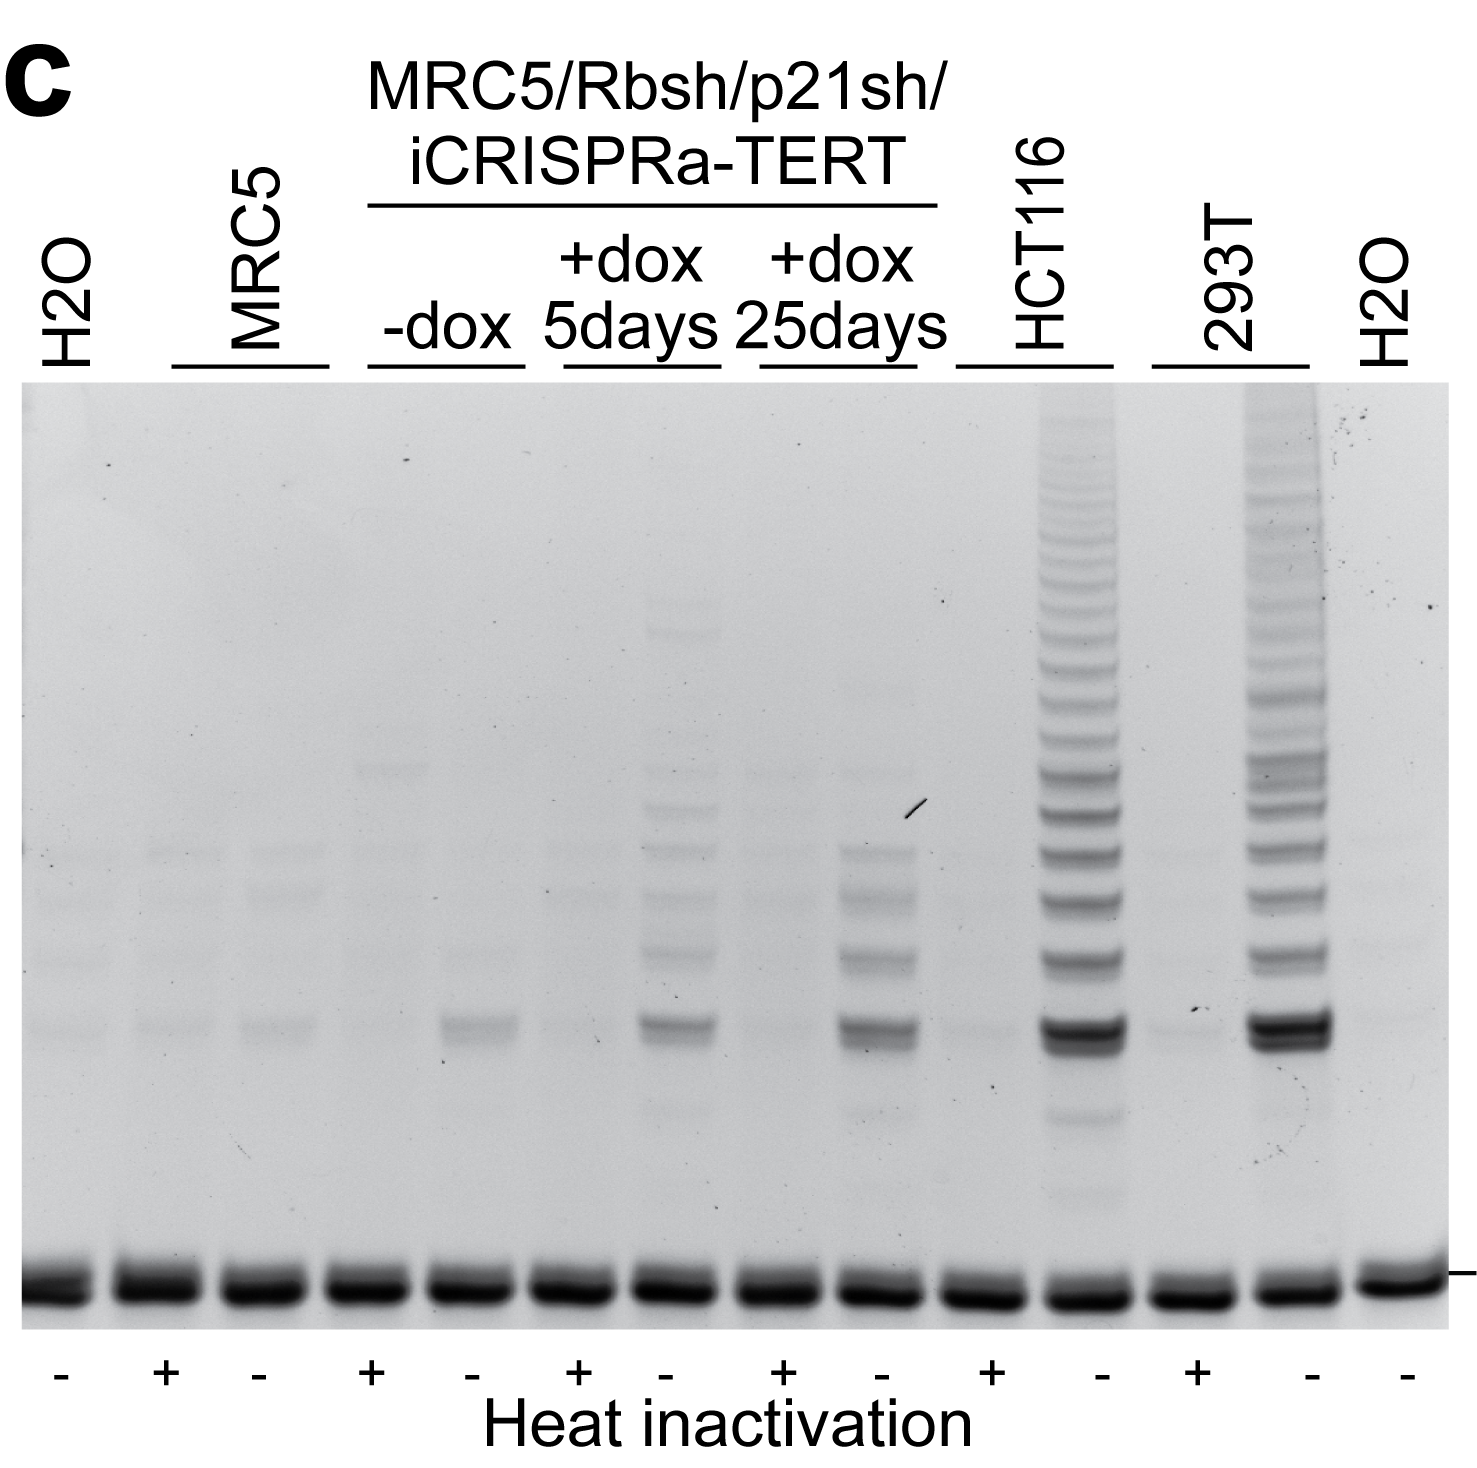 C
MRC5/Rbsh/p21sh/
iCRISPRa-TERT
H2O
MRC5
-dox
+dox
5days
+dox
25days
HCT116
293T
H2O
- + - + - + - + - + - + - -
Heat inactivation